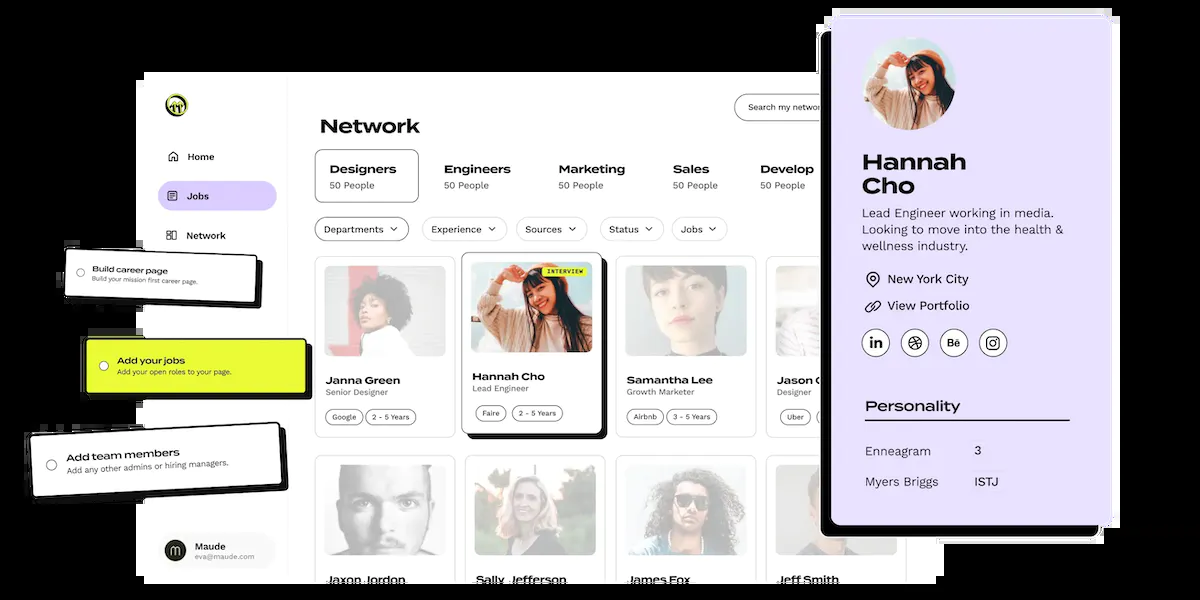 Home
Jobs
Network
Build career page
Build your mission first career page.
Add your jobs
Add your open roles to your page.
Add team members
Add any other admins or hiring managers.
m
Maude
eva@maude.com
Network
Search my
Designers
50 People
Engineers
50 People
Marketing
50 People
Sales
50 People
Develop
50 People
Departments
Experience
Sources
Status
Jobs
Janna Green
Senior Designer
Google
2 - 5 Years
INTERVIEW
Hannah Cho
Lead Engineer
Faire
2 - 5 Years
Samantha Lee
Growth Marketer
Airbnb
3 - 5 Years
Jason
Designer
Uber
Jaxon Jordon
Sally Jefferson
James Fox
Jeff Smith
Hannah
Cho
Lead Engineer working in media.
Looking to move into the health &
wellness industry.
New York City
View Portfolio
in
Bē
Personality
Enneagram 3
Myers Briggs ISTJ